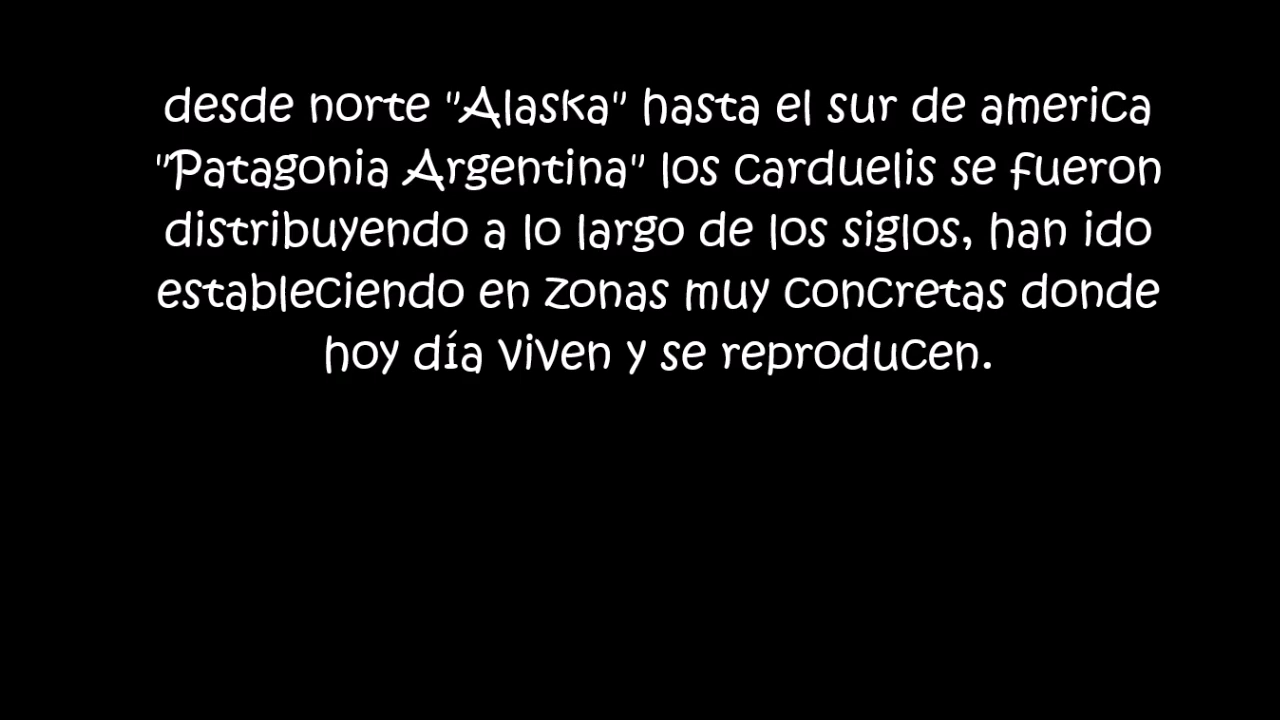 desde norte "Alaska" hasta el sur de america
"Patagonia Argentina" los carduelis se fueron
distribuyendo a lo largo de los siglos, han ido
estableciendo en zonas muy concretas donde
hoy día viven y se reproducen.